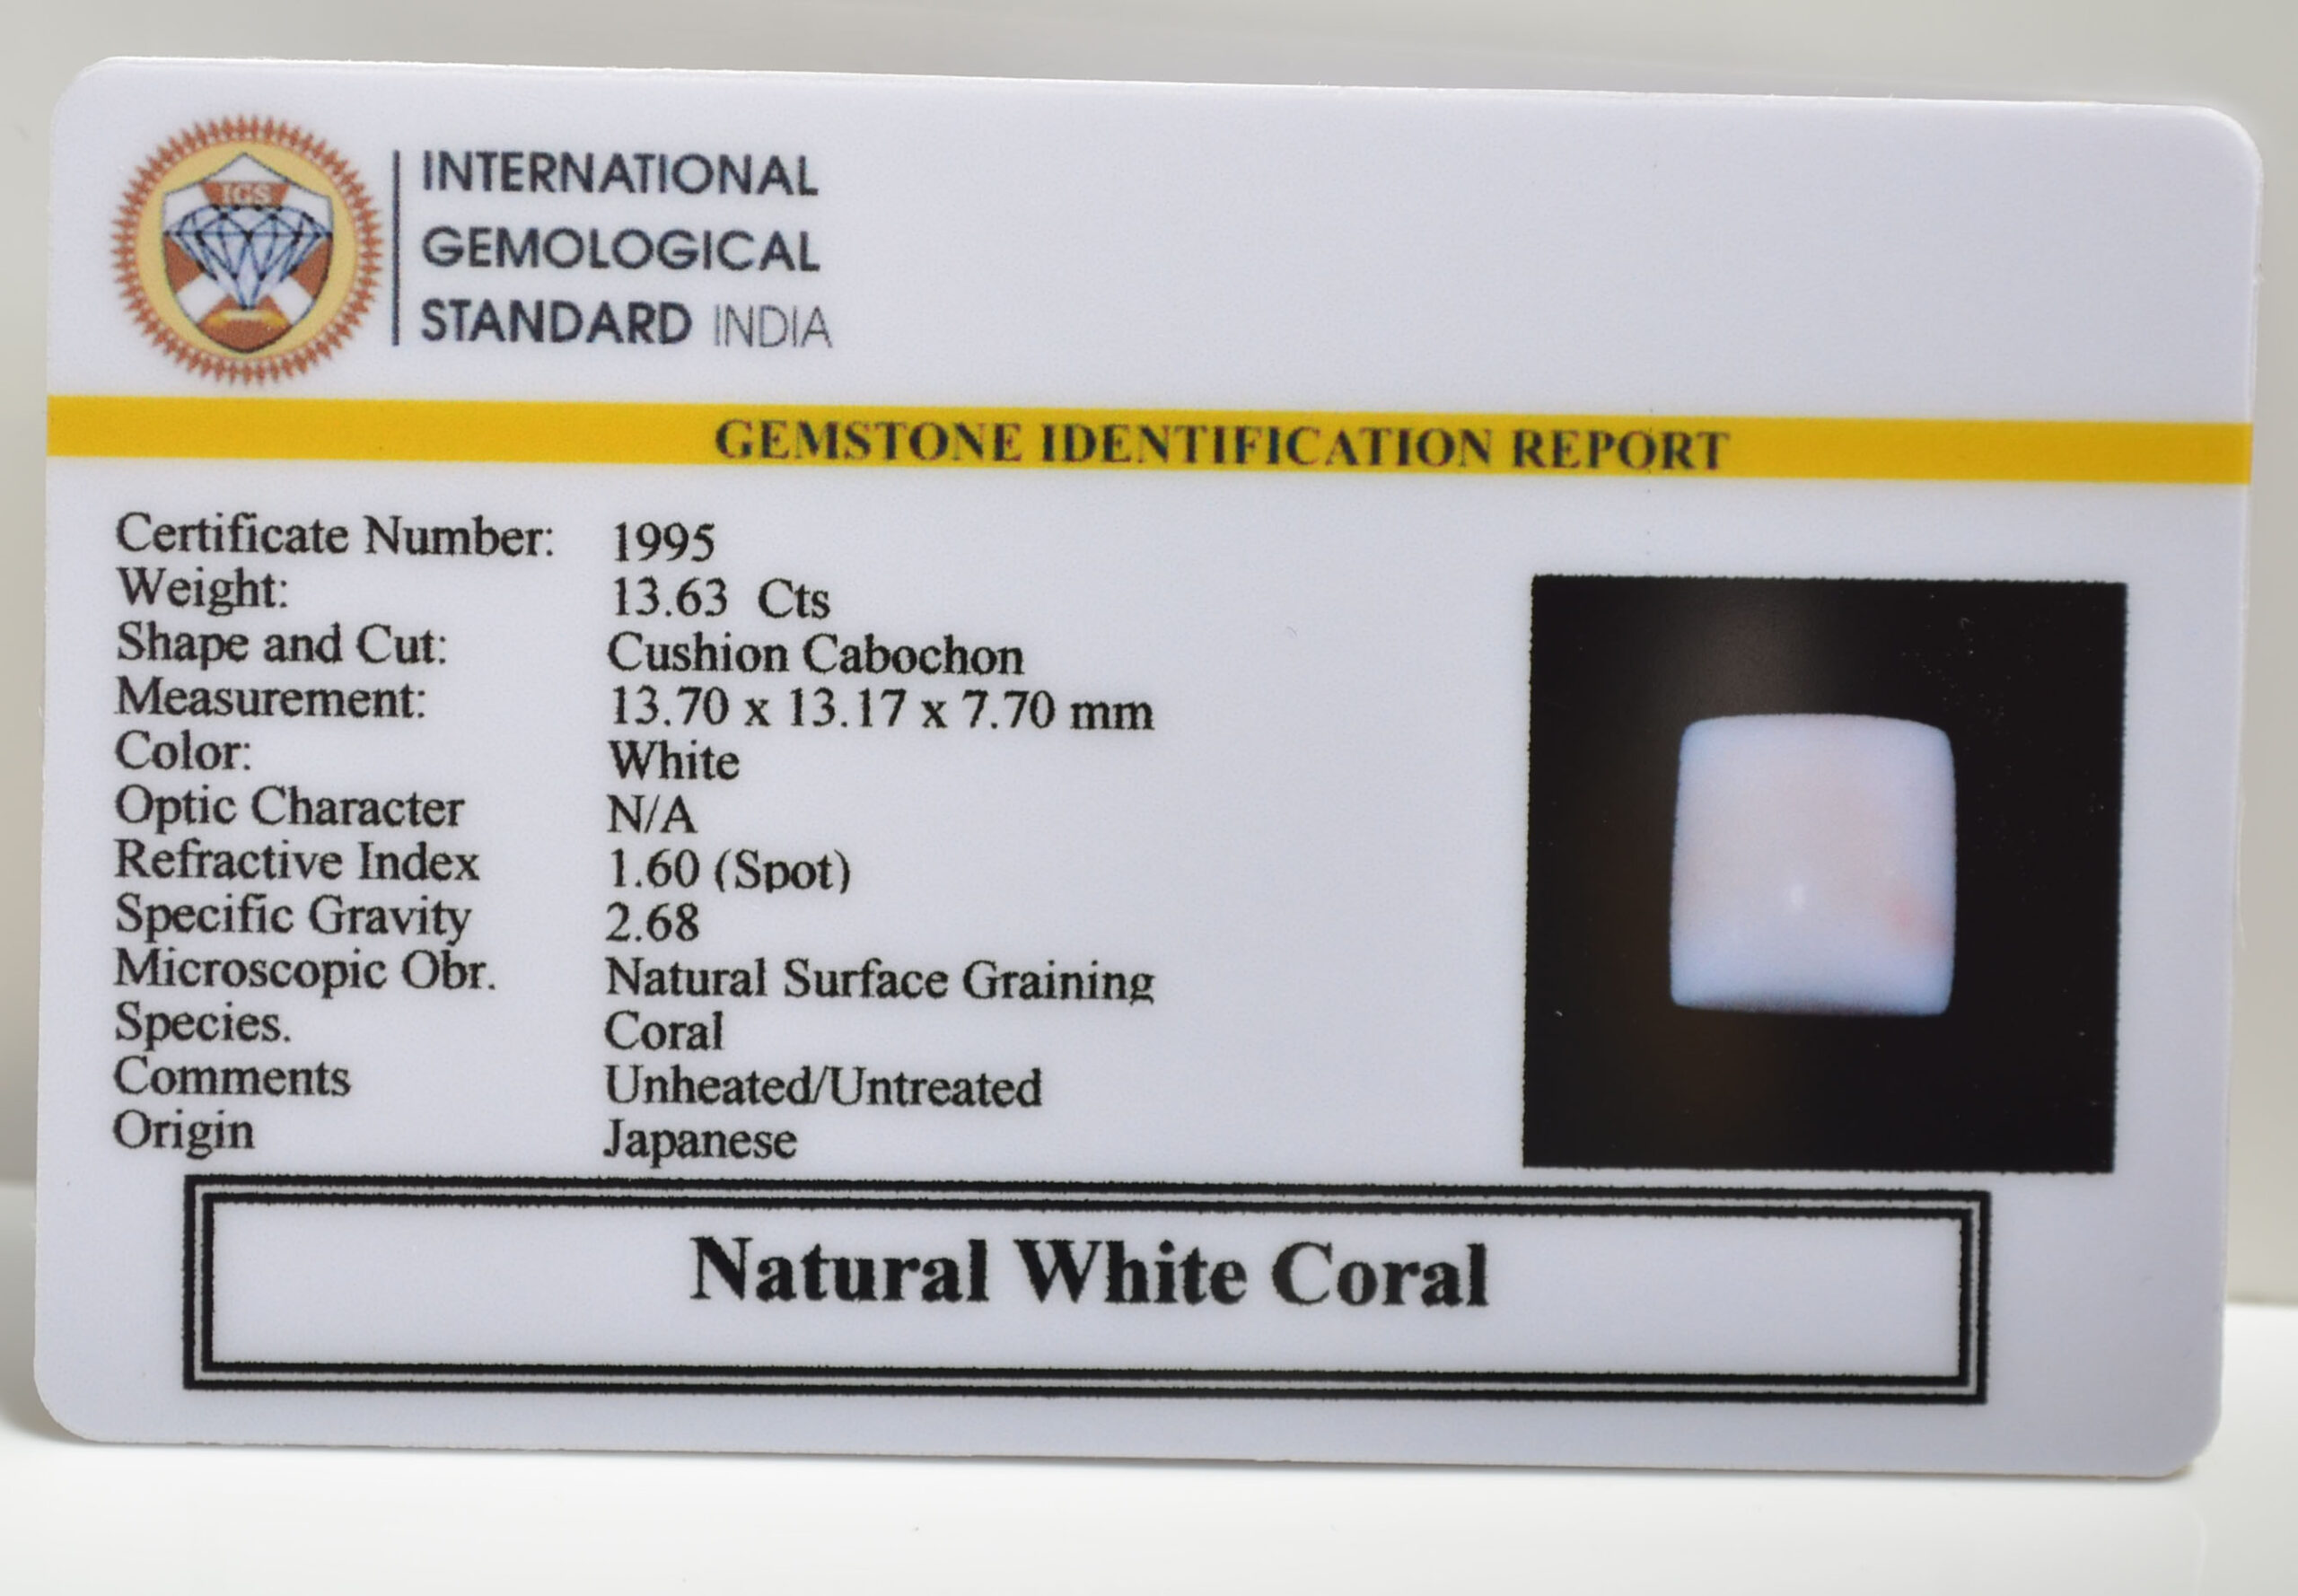 IGS
INTERNATIONAL
GEMOLOGICAL
STANDARD INDIA
GEMSTONE IDENTIFICATION REPORT
Certificate Number: 1995
Weight: 13.63 Cts
Shape and Cut: Cushion Cabochon
Measurement: 13.70 x 13.17 x 7.70 mm
Color: White
Optic Character N/A
Refractive Index 1.60 (Spot)
Specific Gravity 2.68
Microscopic Obr. Natural Surface Graining
Species. Coral
Comments Unheated/Untreated
Origin Japanese
Natural White Coral